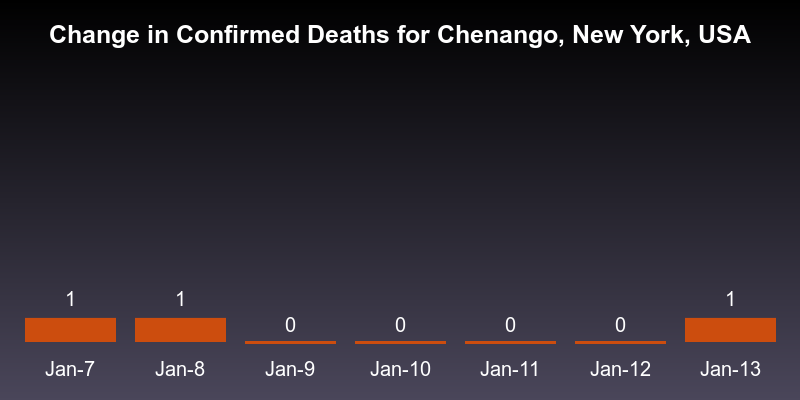 Change in Confirmed Deaths for Chenango, New York, USA
1 1 0 0 0 0 1
Jan-7 Jan-8 Jan-9 Jan-10 Jan-11 Jan-12 Jan-13